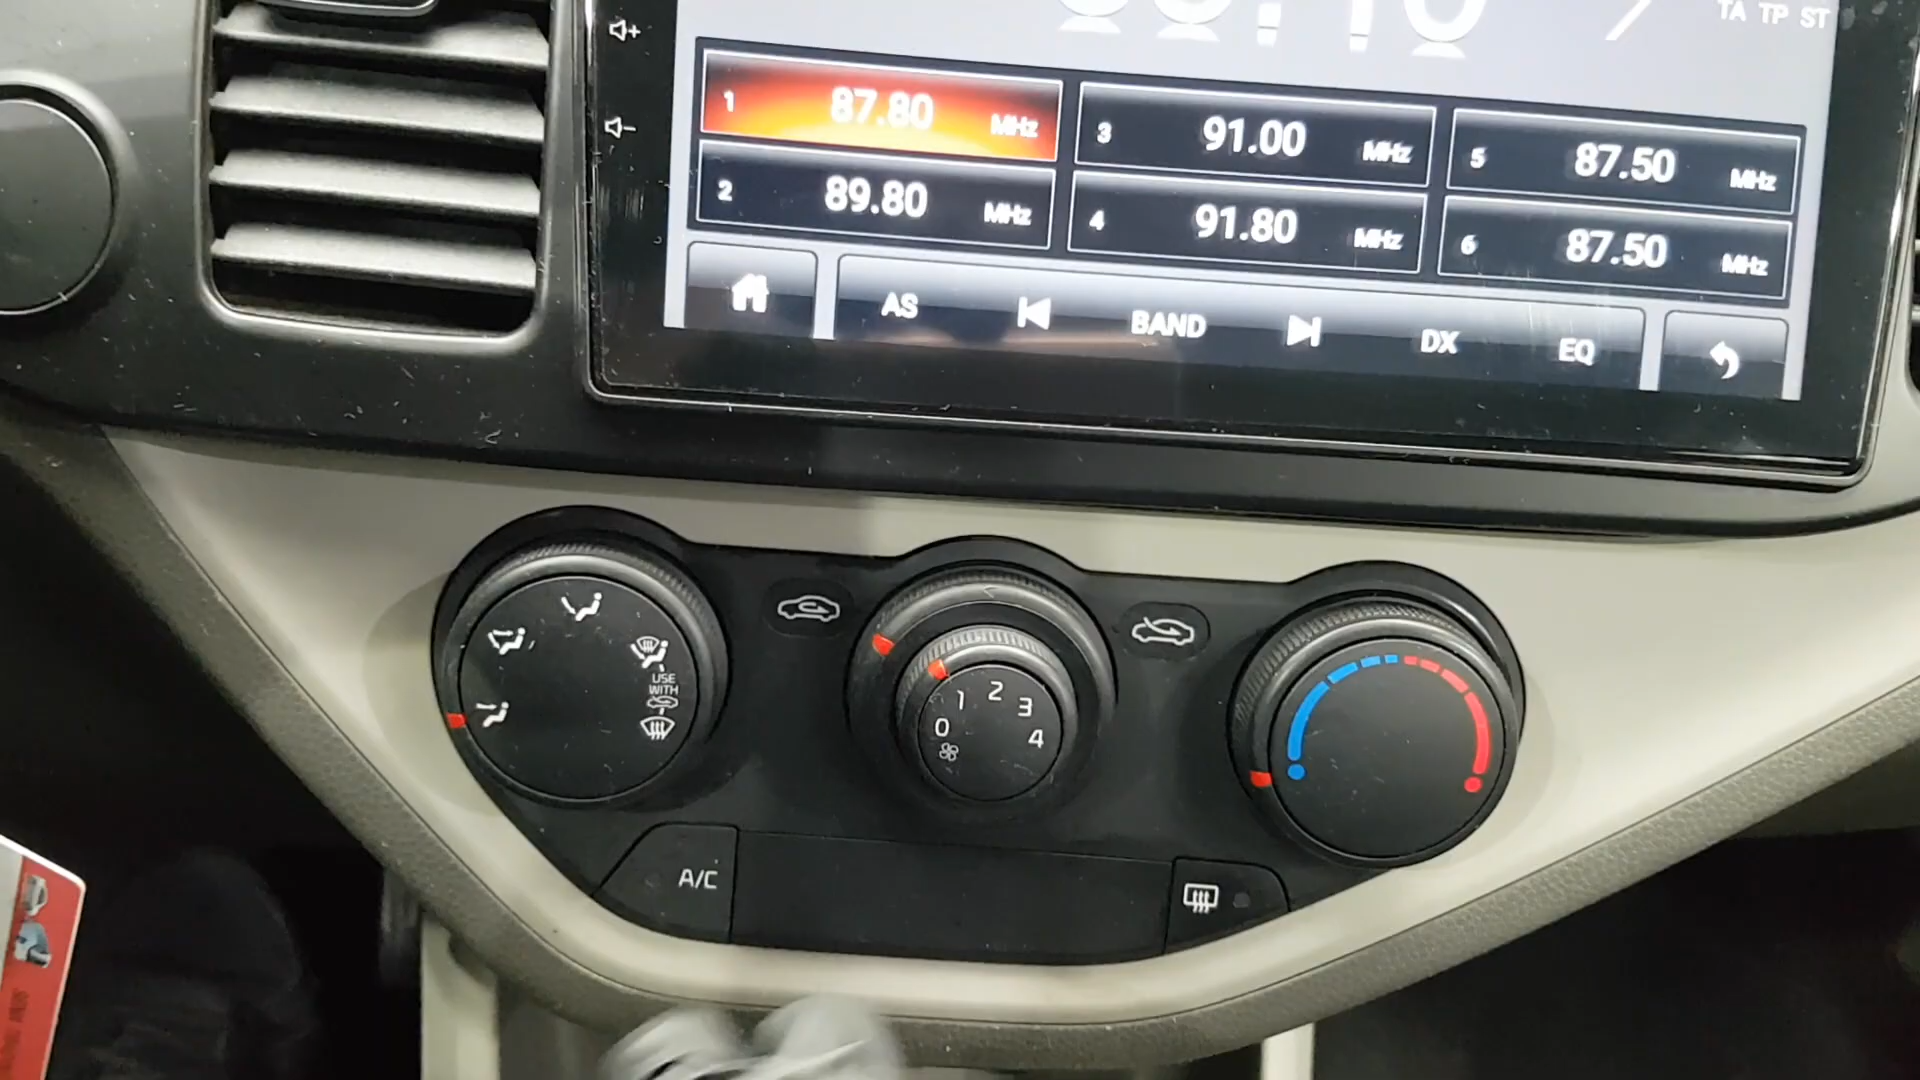 TA TP ST
1 87.80 MHz
3 91.00 MHz
5 87.50 MHz
2 89.80 MHz
4 91.80 MHz
6 87.50 MHz
AS BAND DX EQ
USE
WITH
0 1 2 3 4
A/C